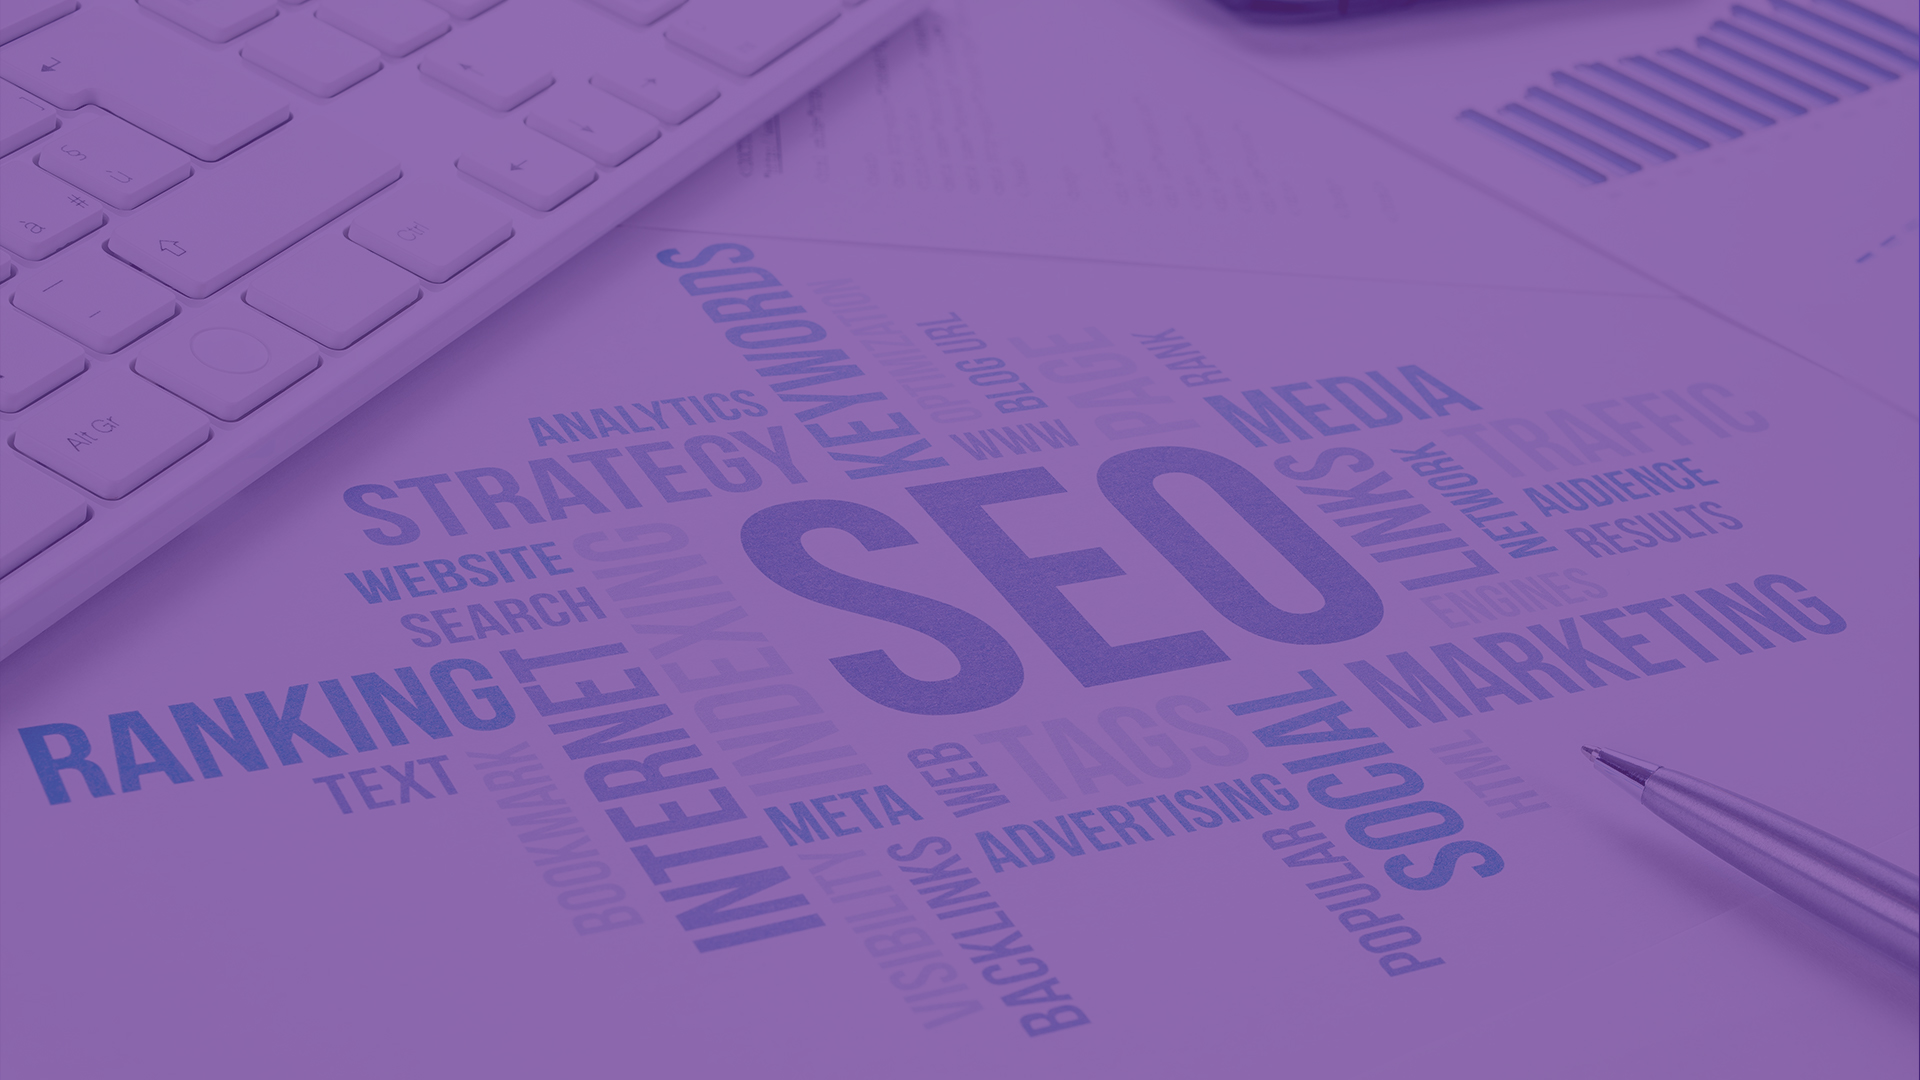 Alt Gr
Ctrl
KEYWORDS
OPTIMIZATION
BLOG URL
PAGE
RANK
ANALYTICS
STRATEGY
WWW
MEDIA
TRAFFIC
LINKS
NETWORK
AUDIENCE
RESULTS
WEBSITE
SEARCH
INDEXING
SEO
ENGINES
MARKETING
RANKING
TEXT
BOOKMARK
INTERNET
META
WEB
TAGS
SOCIAL
HTML
ADVERTISING
VISIBILITY
BACKLINKS
POPULAR